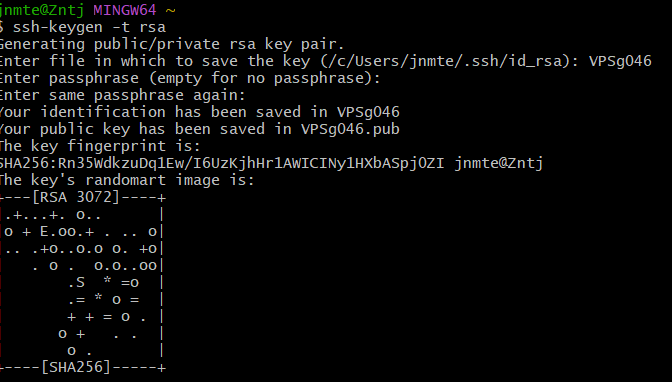 jnmte@Zntj MINGW64 ~
$ ssh-keygen -t rsa
Generating public/private rsa key pair.
Enter file in which to save the key (/c/Users/jnmte/.ssh/id_rsa): VPSg046
Enter passphrase (empty for no passphrase):
Enter same passphrase again:
Your identification has been saved in VPSg046
Your public key has been saved in VPSg046.pub
The key fingerprint is:
SHA256:Rn35WdkzuDq1Ew/I6UzKjhHr1AWICINy1HXbASpjOZI jnmte@Zntj
The key's randomart image is:
+---[RSA 3072]----+
|.+...+. o..      |
|o + E.oo.+ . .. o|
|.. .+o..o.o o. +o|
|  . o .  o.o..oo|
|       .S  * =o  |
|       .= * o =  |
|       + + = o . |
|      o +   . .  |
|       o .       |
+----[SHA256]-----+